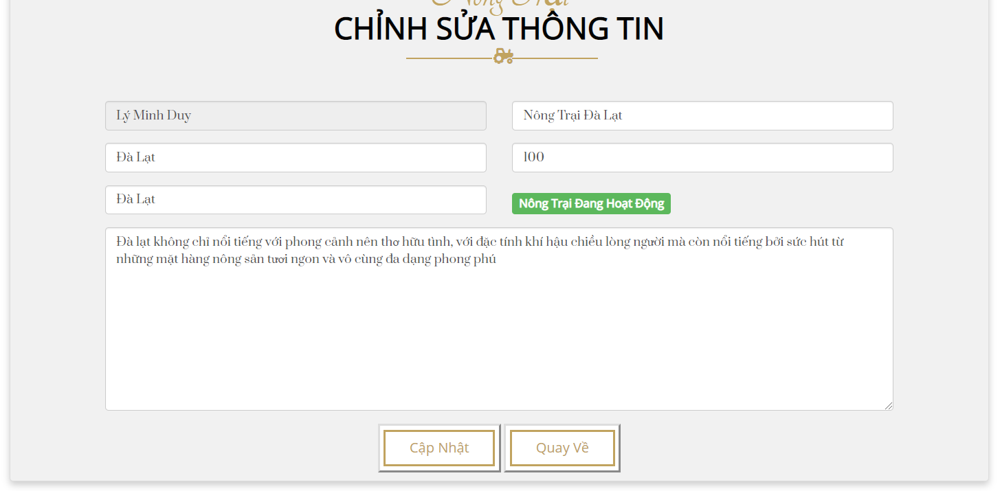 Nông Trại
CHỈNH SỬA THÔNG TIN
Lý Minh Duy
Nông Trại Đà Lạt
Đà Lạt
100
Đà Lạt
Nông Trại Đang Hoạt Động
Đà lạt không chỉ nổi tiếng với phong cảnh nên thơ hữu tình, với đặc tính khí hậu chiều lòng người mà còn nổi tiếng bởi sức hút từ
những mặt hàng nông sản tươi ngon và vô cùng đa dạng phong phú
Cập Nhật
Quay Về